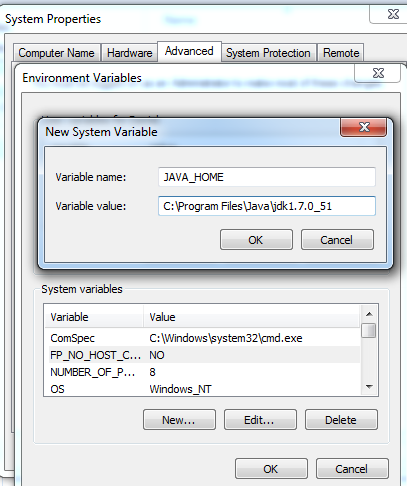 System Properties
Computer Name Hardware Advanced System Protection Remote
Environment Variables
New System Variable
Variable name: JAVA_HOME
Variable value: C:\Program Files\Java\jdk1.7.0_51
OK Cancel
System variables
Variable Value
ComSpec C:\Windows\system32\cmd.exe
FP_NO_HOST_C... NO
NUMBER_OF_P... 8
OS Windows_NT
New... Edit... Delete
OK Cancel